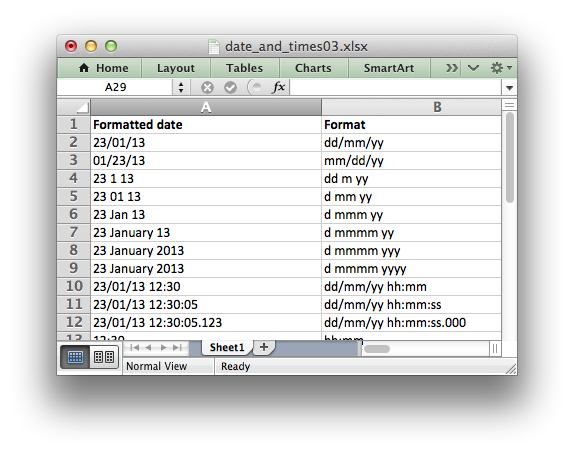 date_and_times03.xlsx
Home Layout Tables Charts SmartArt
A29 fx
A B
1 Formatted date Format
2 23/01/13 dd/mm/yy
3 01/23/13 mm/dd/yy
4 23 1 13 dd m yy
5 23 01 13 d mm yy
6 23 Jan 13 d mmm yy
7 23 January 13 d mmmm yy
8 23 January 2013 d mmmm yyy
9 23 January 2013 d mmmm yyyy
10 23/01/13 12:30 dd/mm/yy hh:mm
11 23/01/13 12:30:05 dd/mm/yy hh:mm:ss
12 23/01/13 12:30:05.123 dd/mm/yy hh:mm:ss.000
13 12:30 hh:mm
Sheet1
Normal View Ready